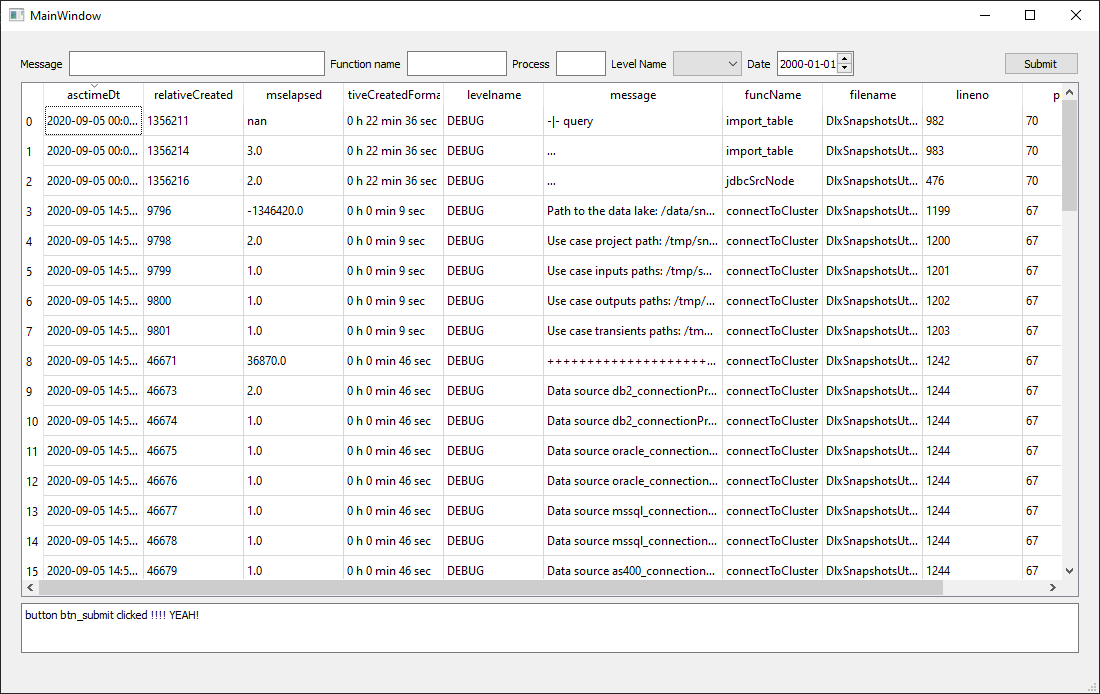 MainWindow
Message Function name Process Level Name Date 2000-01-01 Submit
asctimeDt relativeCreated mselapsed tiveCreatedForma levelname message funcName filename lineno p
0 2020-09-05 00:0... 1356211 nan 0 h 22 min 36 sec DEBUG -|- query import_table DlxSnapshotsUt... 982 70
1 2020-09-05 00:0... 1356214 3.0 0 h 22 min 36 sec DEBUG ... import_table DlxSnapshotsUt... 983 70
2 2020-09-05 00:0... 1356216 2.0 0 h 22 min 36 sec DEBUG ... jdbcSrcNode DlxSnapshotsUt... 476 70
3 2020-09-05 14:5... 9796 -1346420.0 0 h 0 min 9 sec DEBUG Path to the data lake: /data/sn... connectToCluster DlxSnapshotsUt... 1199 67
4 2020-09-05 14:5... 9798 2.0 0 h 0 min 9 sec DEBUG Use case project path: /tmp/sn... connectToCluster DlxSnapshotsUt... 1200 67
5 2020-09-05 14:5... 9799 1.0 0 h 0 min 9 sec DEBUG Use case inputs paths: /tmp/s... connectToCluster DlxSnapshotsUt... 1201 67
6 2020-09-05 14:5... 9800 1.0 0 h 0 min 9 sec DEBUG Use case outputs paths: /tmp/... connectToCluster DlxSnapshotsUt... 1202 67
7 2020-09-05 14:5... 9801 1.0 0 h 0 min 9 sec DEBUG Use case transients paths: /tm... connectToCluster DlxSnapshotsUt... 1203 67
8 2020-09-05 14:5... 46671 36870.0 0 h 0 min 46 sec DEBUG ++++++++++++++++++++... connectToCluster DlxSnapshotsUt... 1242 67
9 2020-09-05 14:5... 46673 2.0 0 h 0 min 46 sec DEBUG Data source db2_connectionPr... connectToCluster DlxSnapshotsUt... 1244 67
10 2020-09-05 14:5... 46674 1.0 0 h 0 min 46 sec DEBUG Data source db2_connectionPr... connectToCluster DlxSnapshotsUt... 1244 67
11 2020-09-05 14:5... 46675 1.0 0 h 0 min 46 sec DEBUG Data source oracle_connection... connectToCluster DlxSnapshotsUt... 1244 67
12 2020-09-05 14:5... 46676 1.0 0 h 0 min 46 sec DEBUG Data source oracle_connection... connectToCluster DlxSnapshotsUt... 1244 67
13 2020-09-05 14:5... 46677 1.0 0 h 0 min 46 sec DEBUG Data source mssql_connection... connectToCluster DlxSnapshotsUt... 1244 67
14 2020-09-05 14:5... 46678 1.0 0 h 0 min 46 sec DEBUG Data source mssql_connection... connectToCluster DlxSnapshotsUt... 1244 67
15 2020-09-05 14:5... 46679 1.0 0 h 0 min 46 sec DEBUG Data source as400_connection... connectToCluster DlxSnapshotsUt... 1244 67
button btn_submit clicked !!!! YEAH!